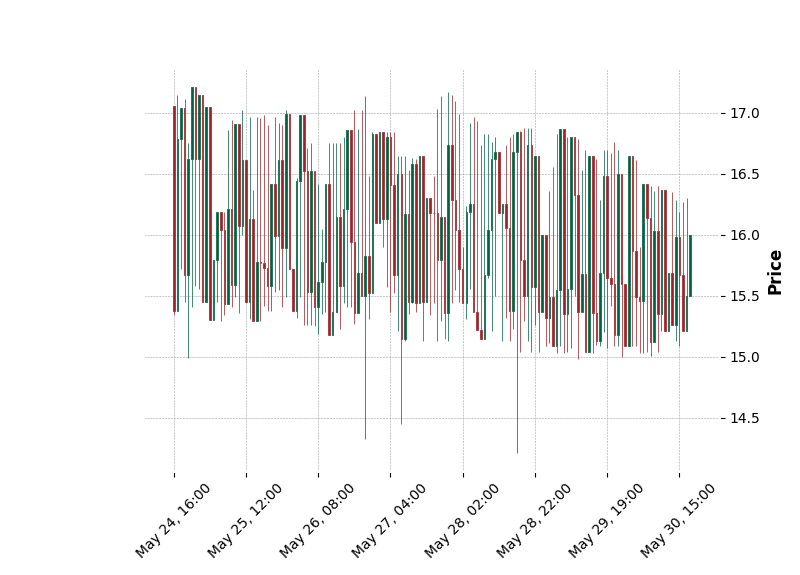 17.0
16.5
16.0
15.5
15.0
14.5
Price
May 24, 16:00
May 25, 12:00
May 26, 08:00
May 27, 04:00
May 28, 02:00
May 28, 22:00
May 29, 19:00
May 30, 15:00